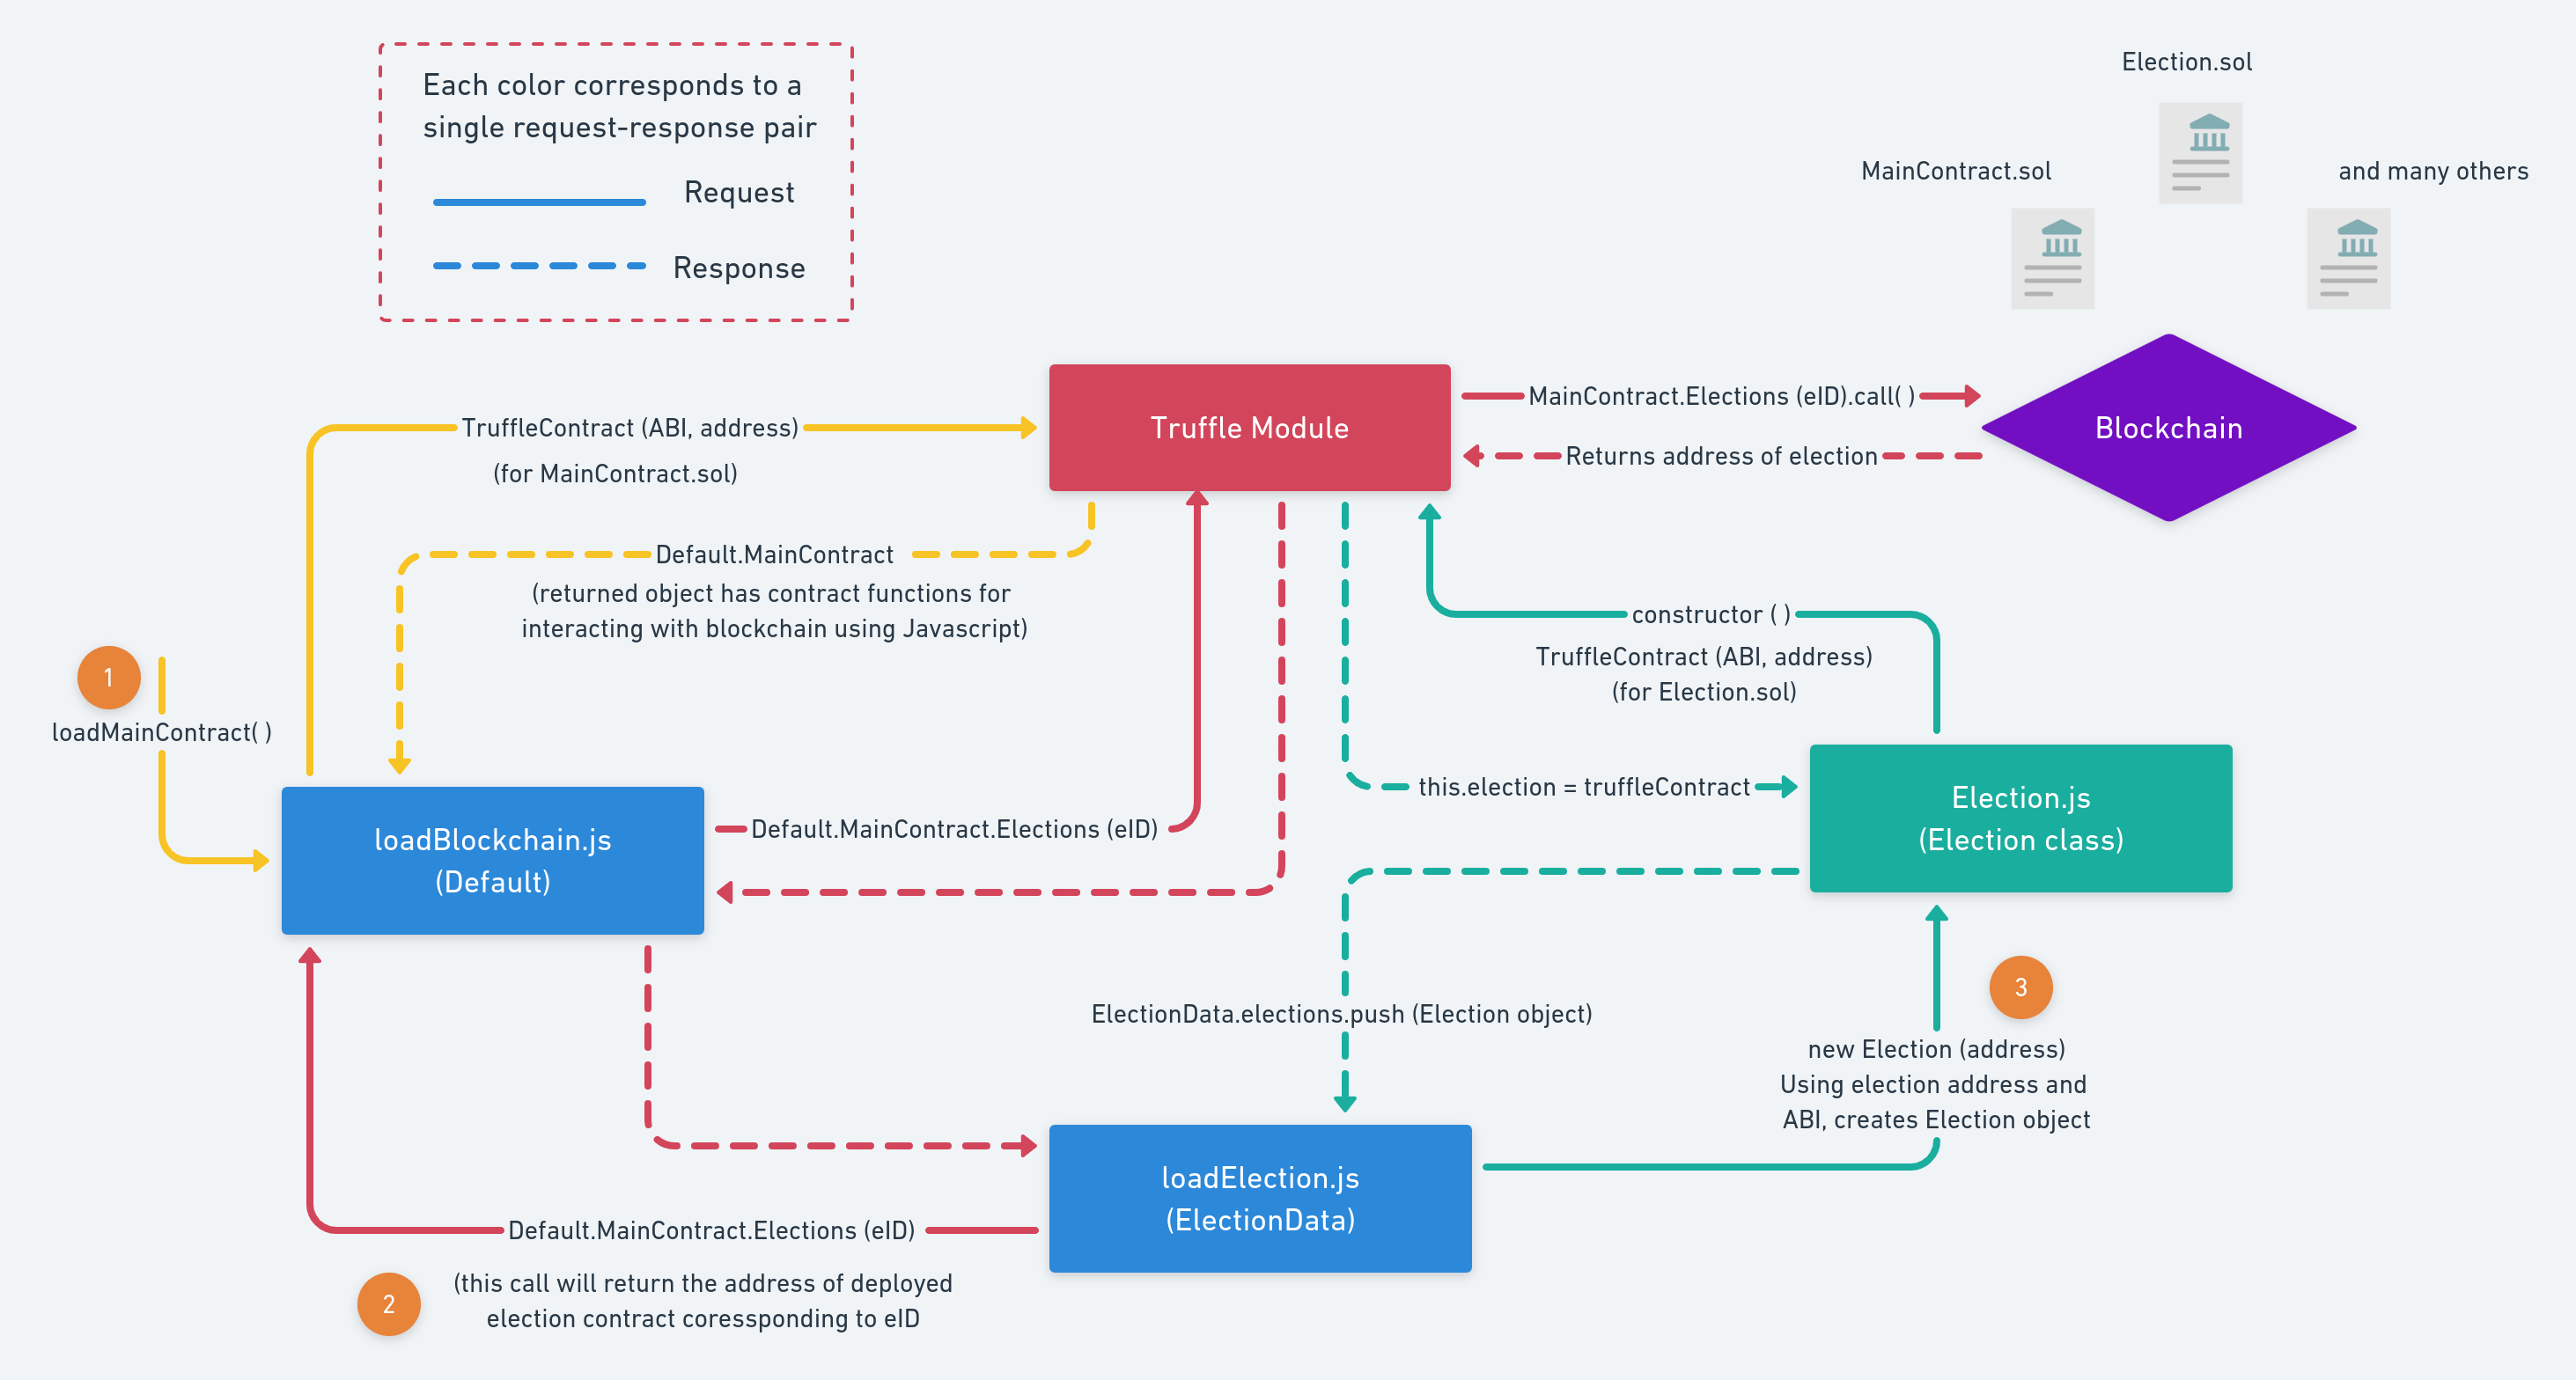 Each color corresponds to a
single request-response pair
Request
Response
Election.sol
MainContract.sol
and many others
TruffleContract (ABI, address)
(for MainContract.sol)
Truffle Module
MainContract.Elections (eID).call( )
Returns address of election
Blockchain
Default.MainContract
(returned object has contract functions for
interacting with blockchain using Javascript)
constructor ( )
TruffleContract (ABI, address)
(for Election.sol)
1
loadMainContract( )
loadBlockchain.js
(Default)
Default.MainContract.Elections (eID)
this.election = truffleContract
Election.js
(Election class)
ElectionData.elections.push (Election object)
3
new Election (address)
Using election address and
ABI, creates Election object
loadElection.js
(ElectionData)
Default.MainContract.Elections (eID)
2
(this call will return the address of deployed
election contract coressponding to eID